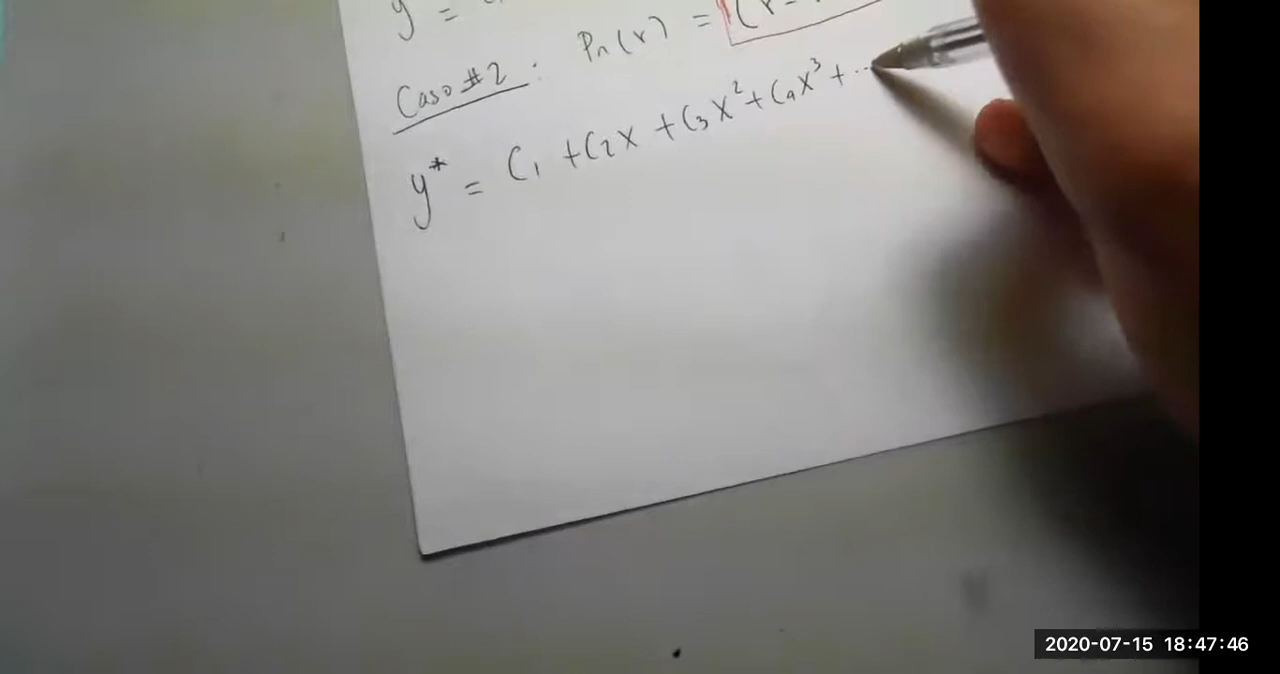 y =
Caso #2 : Pn(r) = (r-
y* = C1 + C2x + C3x² + C4x³ + ...
2020-07-15 18:47:46